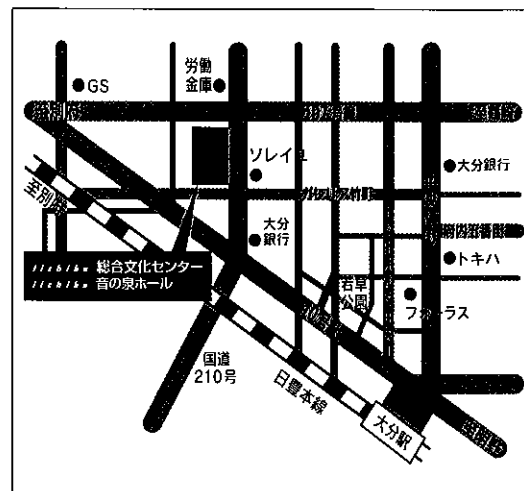 GS
労働
金庫
ソレイユ
大分銀行
至別府
大分
銀行
トキハ
iichiko 総合文化センター
iichiko 音の泉ホール
若草
公園
フォーラス
国道
210号
日豊本線
大分駅